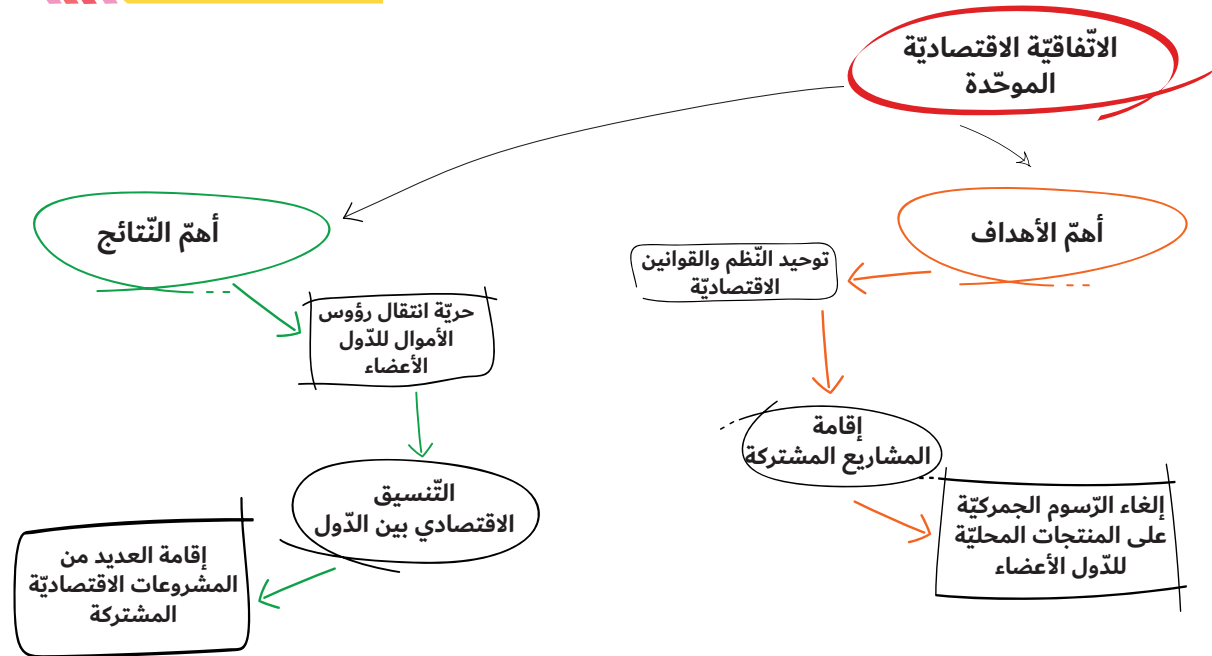 الاتّفاقيّة الاقتصاديّة
الموحّدة
أهمّ الأهداف
توحيد النّظم والقوانين
الاقتصاديّة
إقامة
المشاريع المشتركة
إلغاء الرّسوم الجمركيّة
على المنتجات المحليّة
للدّول الأعضاء
أهمّ النّتائج
حريّة انتقال رؤوس
الأموال للدّول
الأعضاء
التّنسيق
الاقتصادي بين الدّول
إقامة العديد من
المشروعات الاقتصاديّة
المشتركة